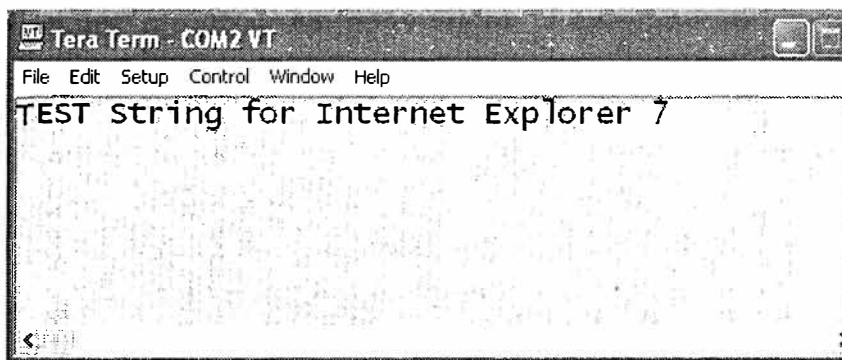 Tera Term - COM2 VT
File Edit Setup Control Window Help
TEST String for Internet Explorer 7